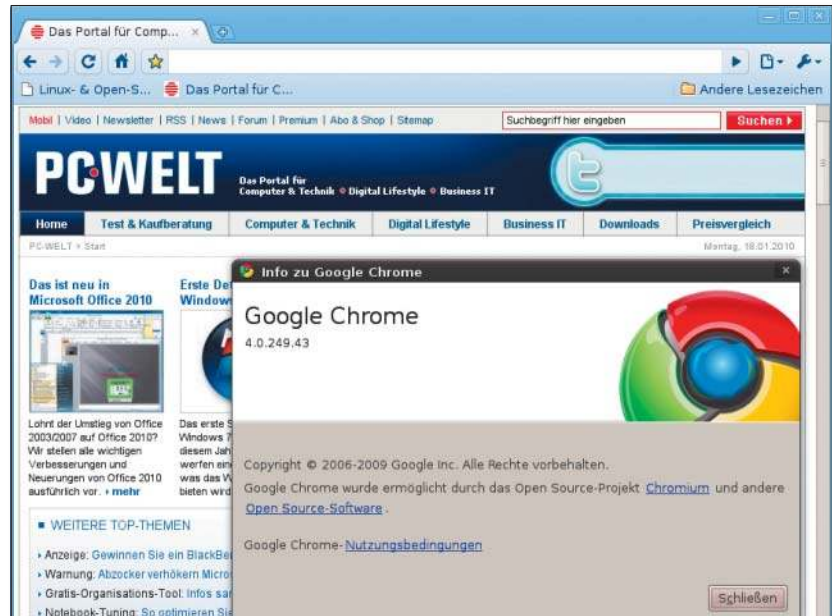 Das Portal für Comp...
Linux- & Open-S...
Das Portal für C...
Andere Lesezeichen
Mobil | Video | Newsletter | RSS | News | Forum | Premium | Abo & Shop | Sitemap
Suchbegriff hier eingeben
Suchen
PC WELT
Das Portal für
Computer & Technik Digital Lifestyle Business IT
Home
Test & Kaufberatung
Computer & Technik
Digital Lifestyle
Business IT
Downloads
Preisvergleich
PC-WELT > Start
Montag, 18.01.2010
Das ist neu in
Microsoft Office 2010
Lohnt der Umstieg von Office
2003/2007 auf Office 2010?
Wir stellen alle wichtigen
Verbesserungen und
Neuerungen von Office 2010
ausführlich vor. mehr
Erste De
Window
Das erste S
Windows 7
diesem Jah
werfen ein
was das W
bieten wird
WEITERE TOP-THEMEN
Anzeige: Gewinnen Sie ein BlackBe
Warnung: Abzocker verhökern Micro
Gratis-Organisations-Tool: Infos sa
Notebook-Tuning: So optimieren Sie
Info zu Google Chrome
Google Chrome
4.0.249.43
Copyright © 2006-2009 Google Inc. Alle Rechte vorbehalten.
Google Chrome wurde ermöglicht durch das Open Source-Projekt Chromium und andere
Open Source-Software .
Google Chrome- Nutzungsbedingungen
Schließen